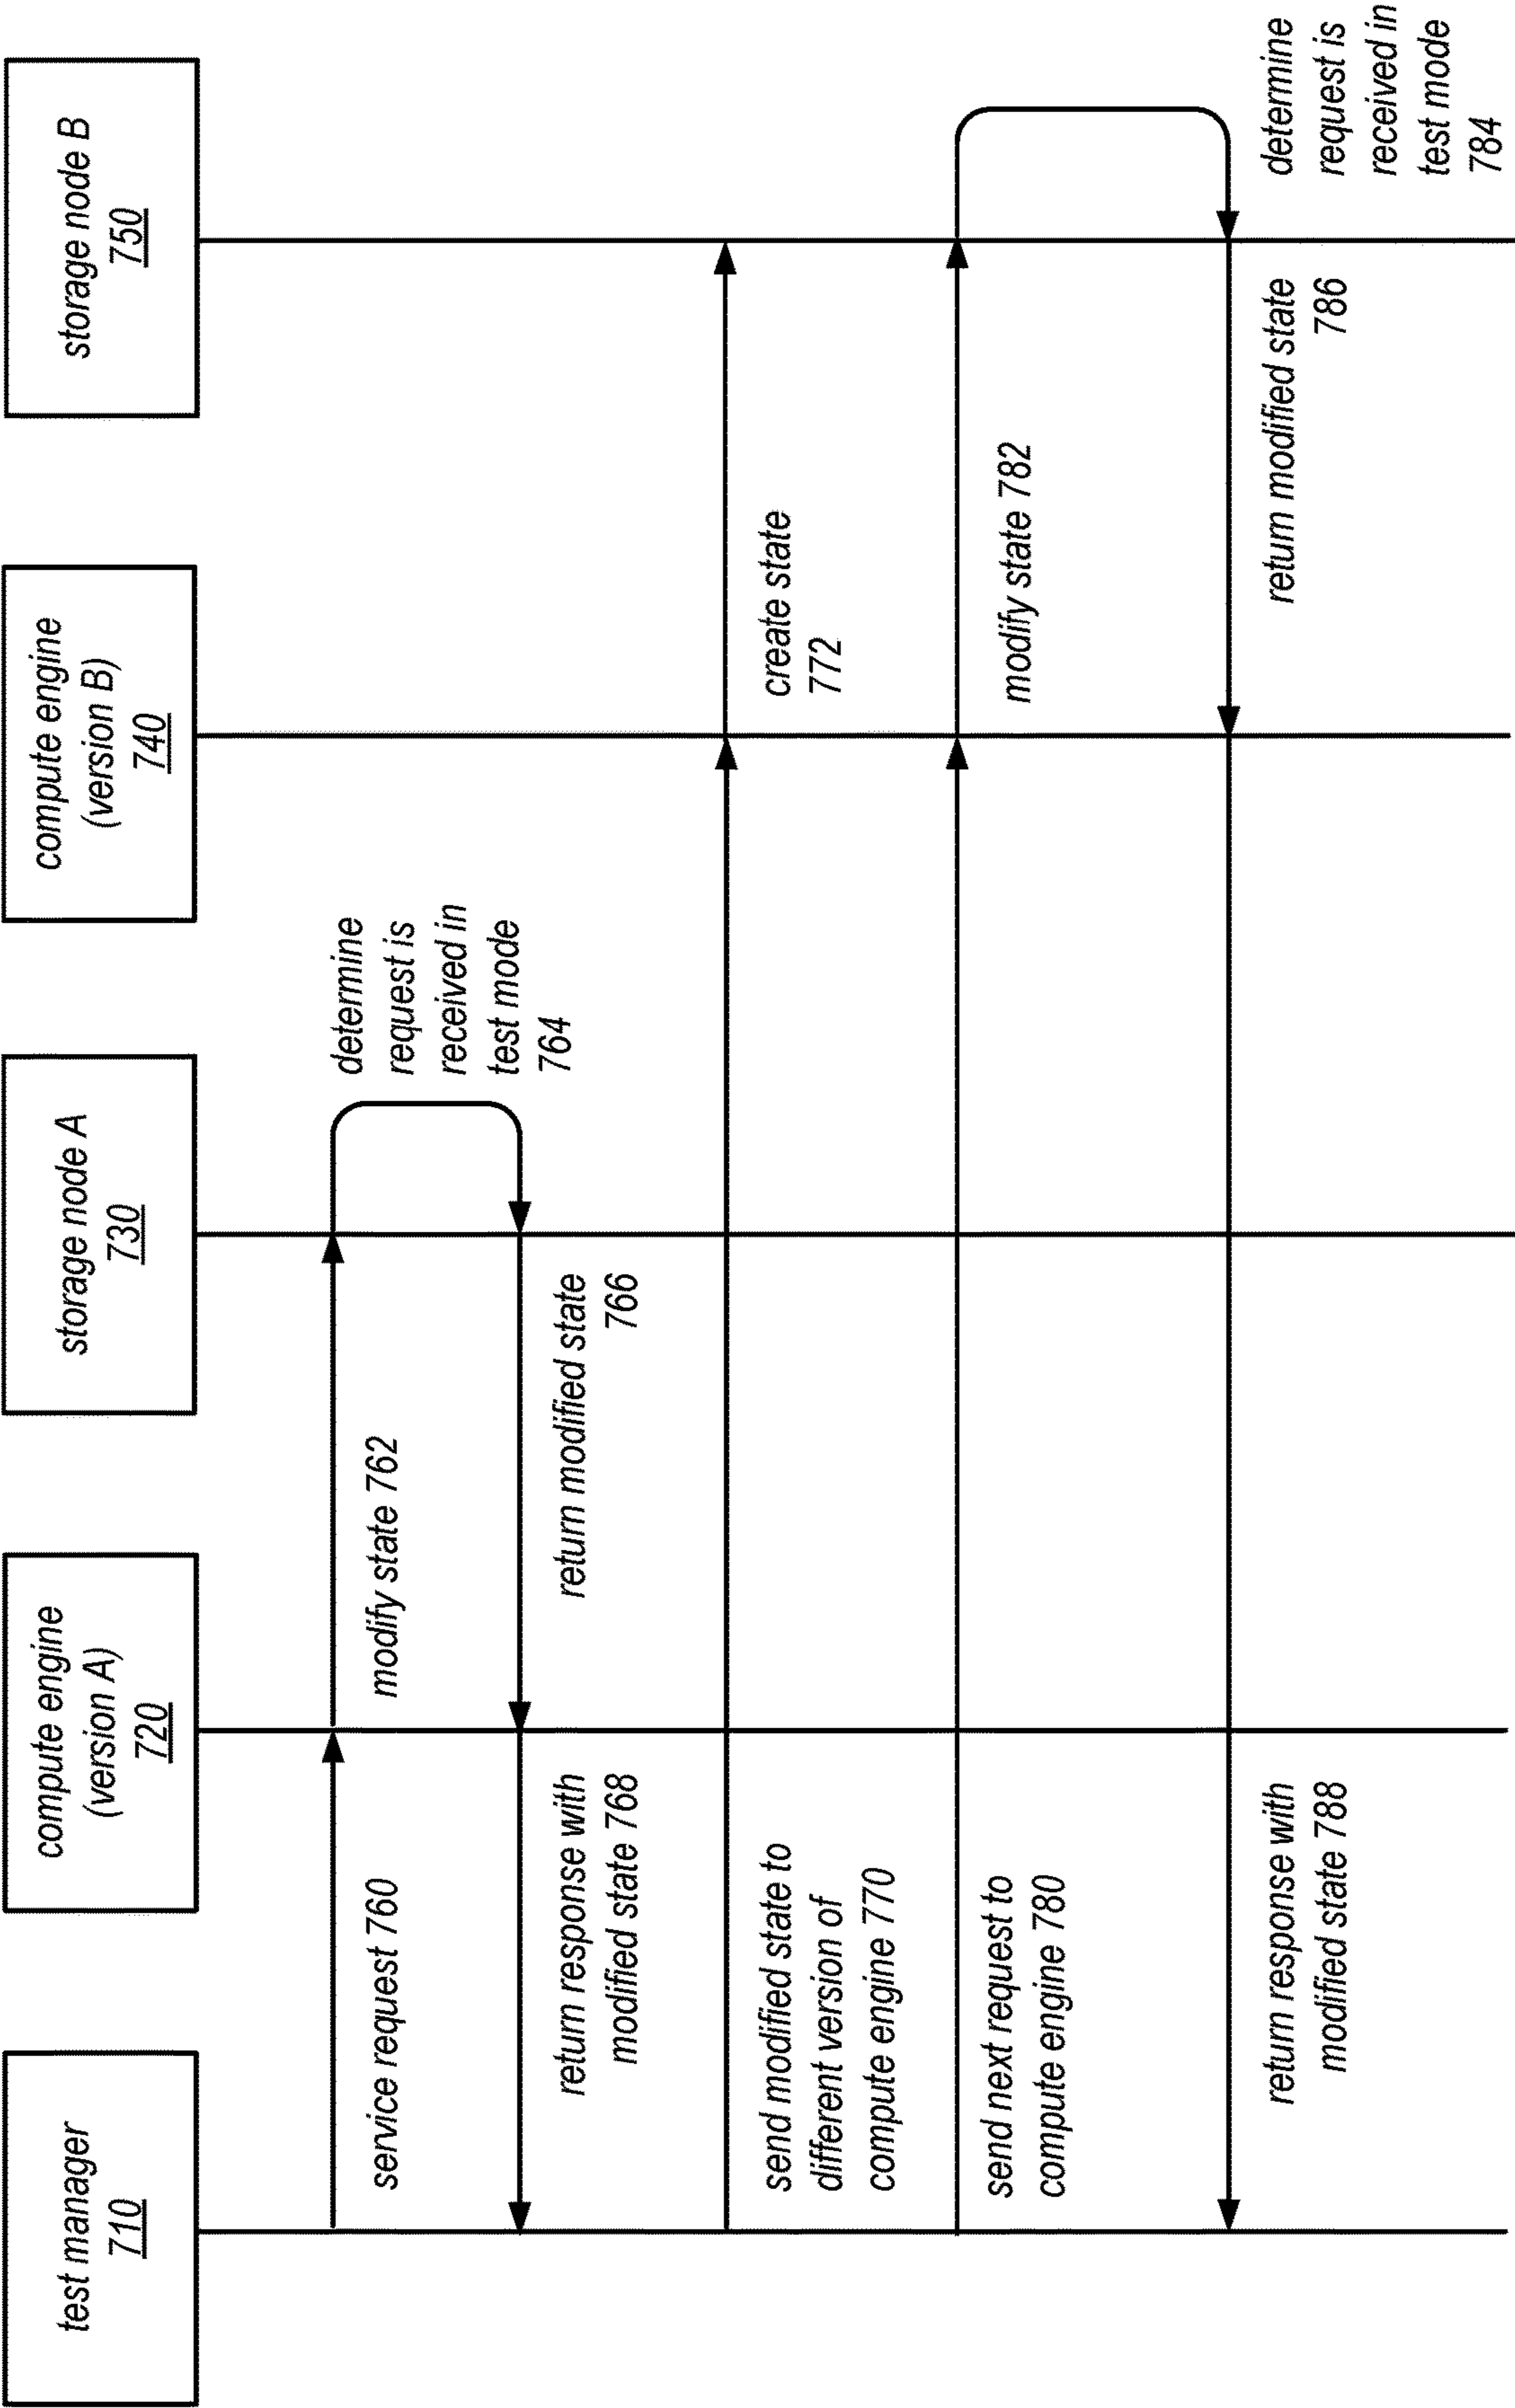 test manager
710
compute engine
(version A)
720
storage node A
730
compute engine
(version B)
740
storage node B
750
service request 760
modify state 762
determine
request is
received in
test mode
764
return modified state
766
return response with
modified state 768
send modified state to
different version of
compute engine 770
create state
772
send next request to
compute engine 780
modify state 782
determine
request is
received in
test mode
784
return modified state
786
return response with
modified state 788